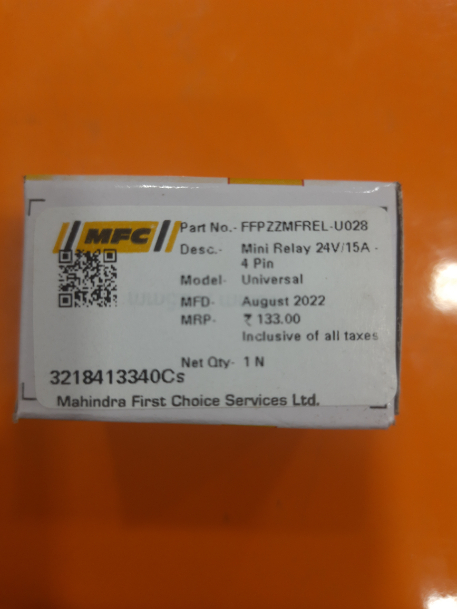 MFC
Part No.- FFPZZMFREL-U028
Desc.- Mini Relay 24V/15A -
4 Pin
Model- Universal
MFD- August 2022
MRP- ₹ 133.00
Inclusive of all taxes
Net Qty- 1 N
3218413340Cs
Mahindra First Choice Services Ltd.